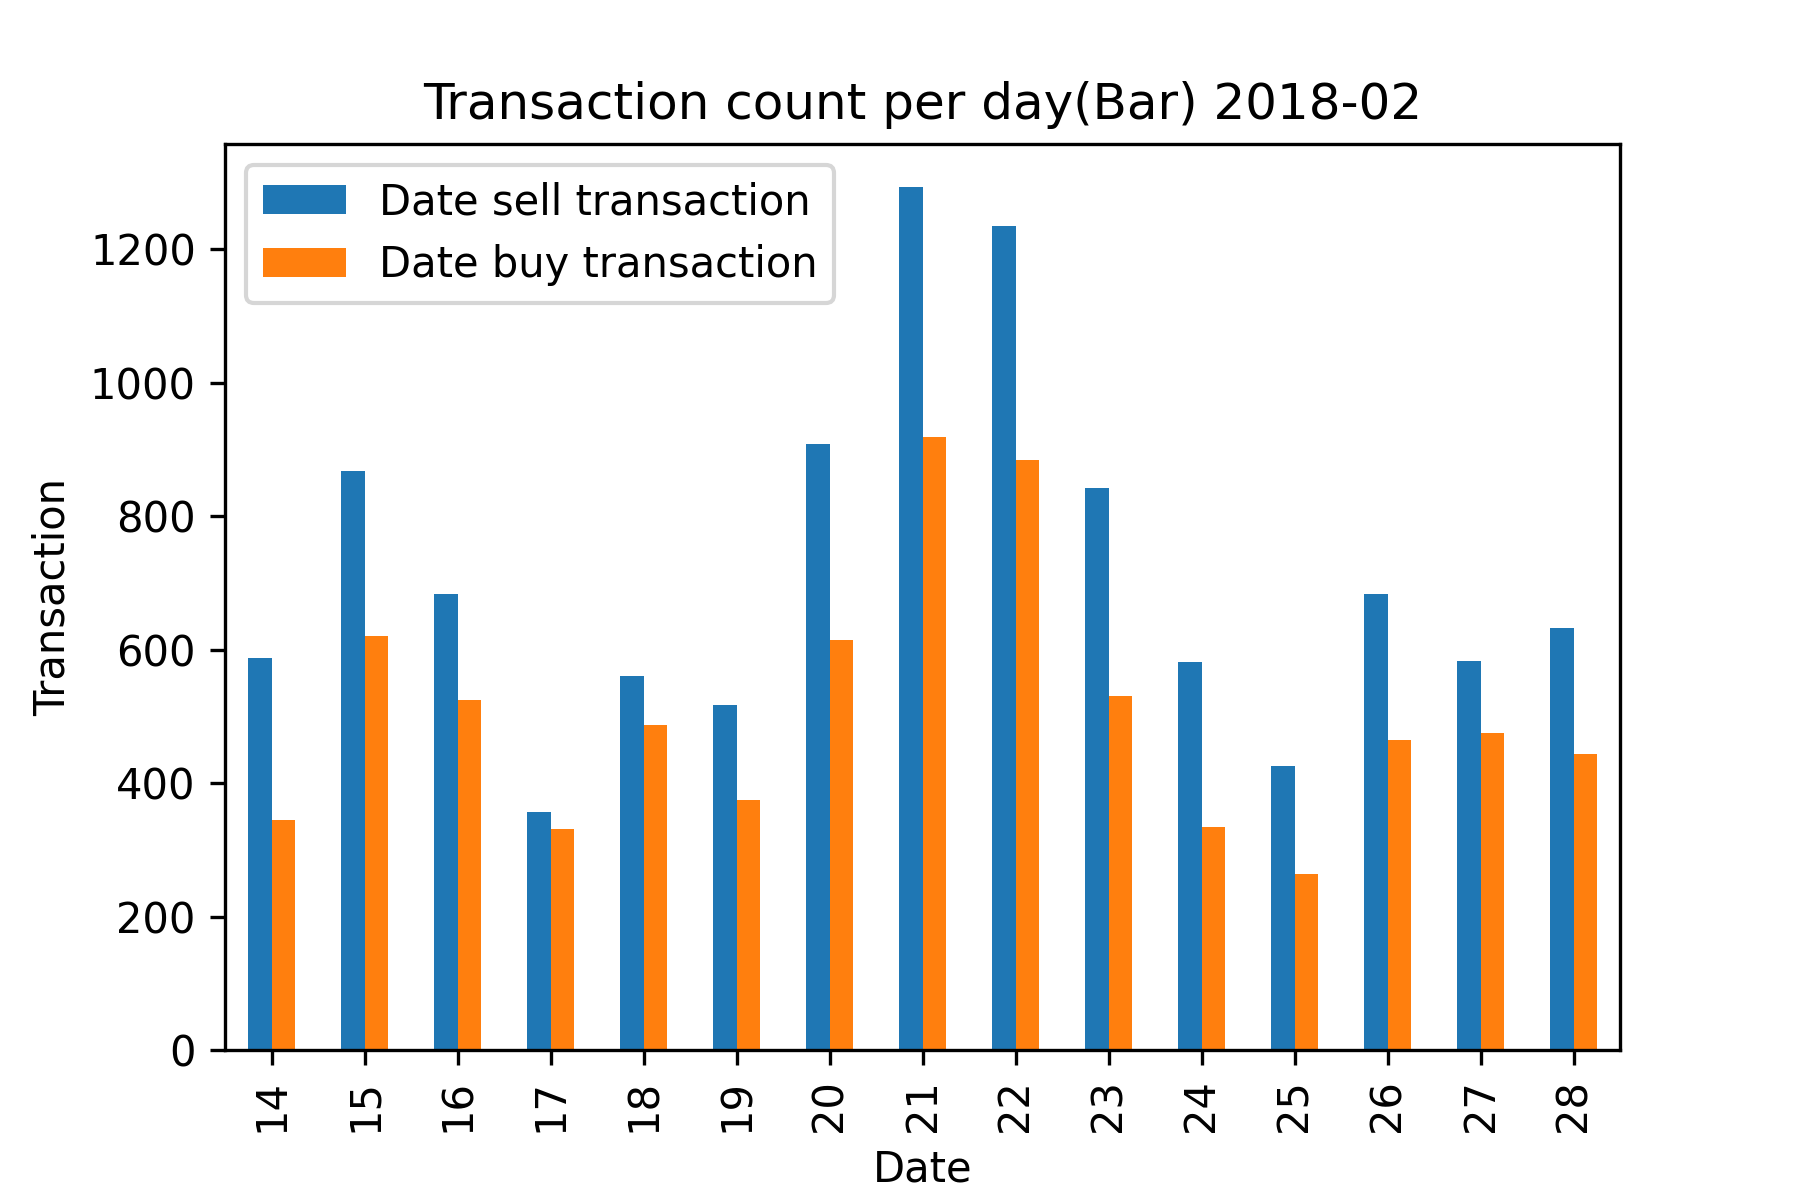 Transaction count per day(Bar) 2018-02
Date sell transaction
Date buy transaction
1200
1000
800
600
400
200
0
Transaction
14 15 16 17 18 19 20 21 22 23 24 25 26 27 28
Date